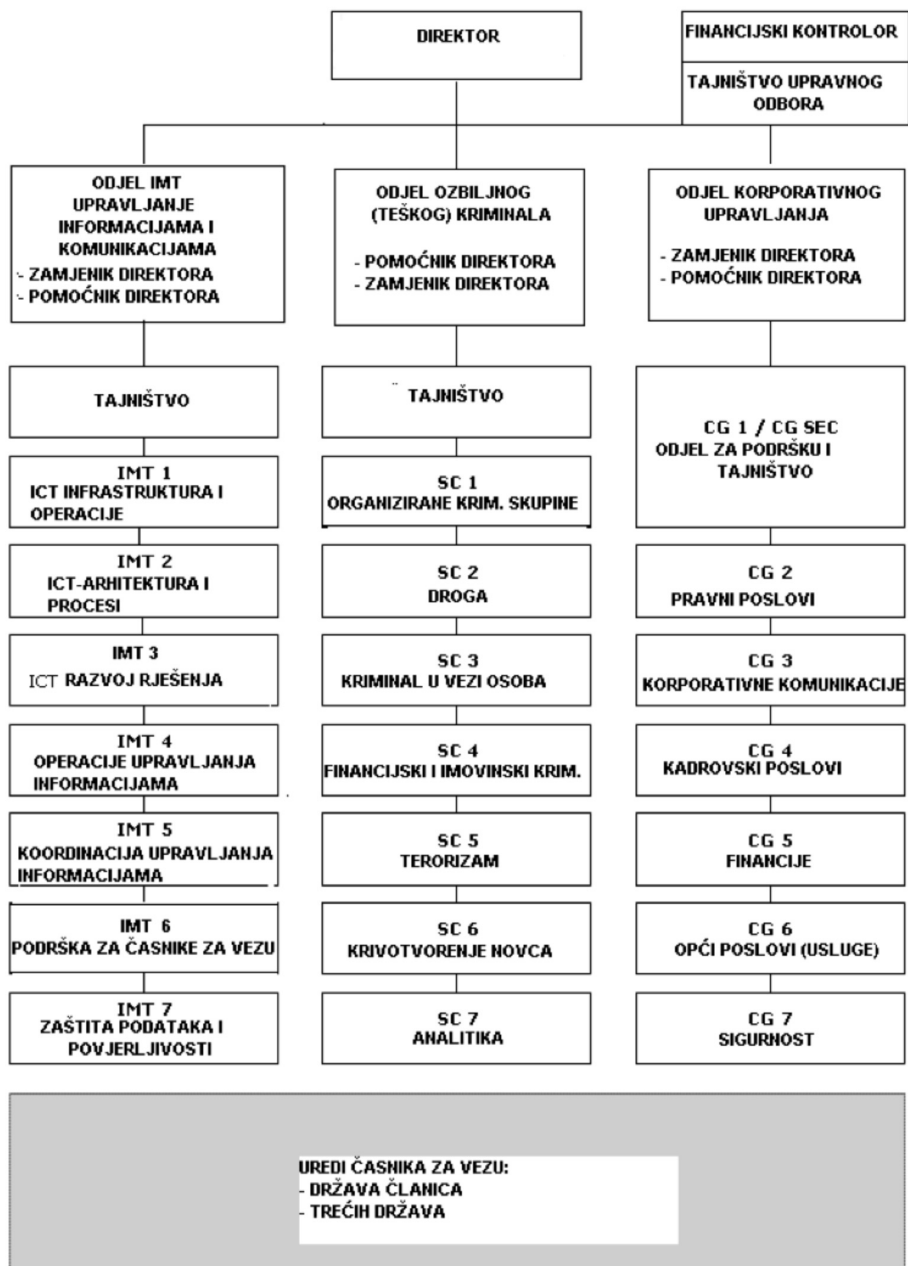 DIREKTOR
FINANCIJSKI KONTROLOR
TAJNIŠTVO UPRAVNOG
ODBORA
ODJEL IMT
UPRAVLJANJE
INFORMACIJAMA I
KOMUNIKACIJAMA
- ZAMJENIK DIREKTORA
- POMOĆNIK DIREKTORA
ODJEL OZBILJNOG
(TEŠKOG) KRIMINALA
- POMOĆNIK DIREKTORA
- ZAMJENIK DIREKTORA
ODJEL KORPORATIVNOG
UPRAVLJANJA
- ZAMJENIK DIREKTORA
- POMOĆNIK DIREKTORA
TAJNIŠTVO
IMT 1
ICT INFRASTRUKTURA I
OPERACIJE
IMT 2
ICT-ARHITEKTURA I
PROCESI
IMT 3
ICT RAZVOJ RJEŠENJA
IMT 4
OPERACIJE UPRAVLJANJA
INFORMACIJAMA
IMT 5
KOORDINACIJA UPRAVLJANJA
INFORMACIJAMA
IMT 6
PODRŠKA ZA ČASNIKE ZA VEZU
IMT 7
ZAŠTITA PODATAKA I
POVJERLJIVOSTI
TAJNIŠTVO
SC 1
ORGANIZIRANE KRIM. SKUPINE
SC 2
DROGA
SC 3
KRIMINAL U VEZI OSOBA
SC 4
FINANCIJSKI I IMOVINSKI KRIM.
SC 5
TERORIZAM
SC 6
KRIVOTVORENJE NOVCA
SC 7
ANALITIKA
CG 1 / CG SEC
ODJEL ZA PODRŠKU I
TAJNIŠTVO
CG 2
PRAVNI POSLOVI
CG 3
KORPORATIVNE KOMUNIKACIJE
CG 4
KADROVSKI POSLOVI
CG 5
FINANCIJE
CG 6
OPĆI POSLOVI (USLUGE)
CG 7
SIGURNOST
UREDI ČASNIKA ZA VEZU:
- DRŽAVA ČLANICA
- TREĆIH DRŽAVA